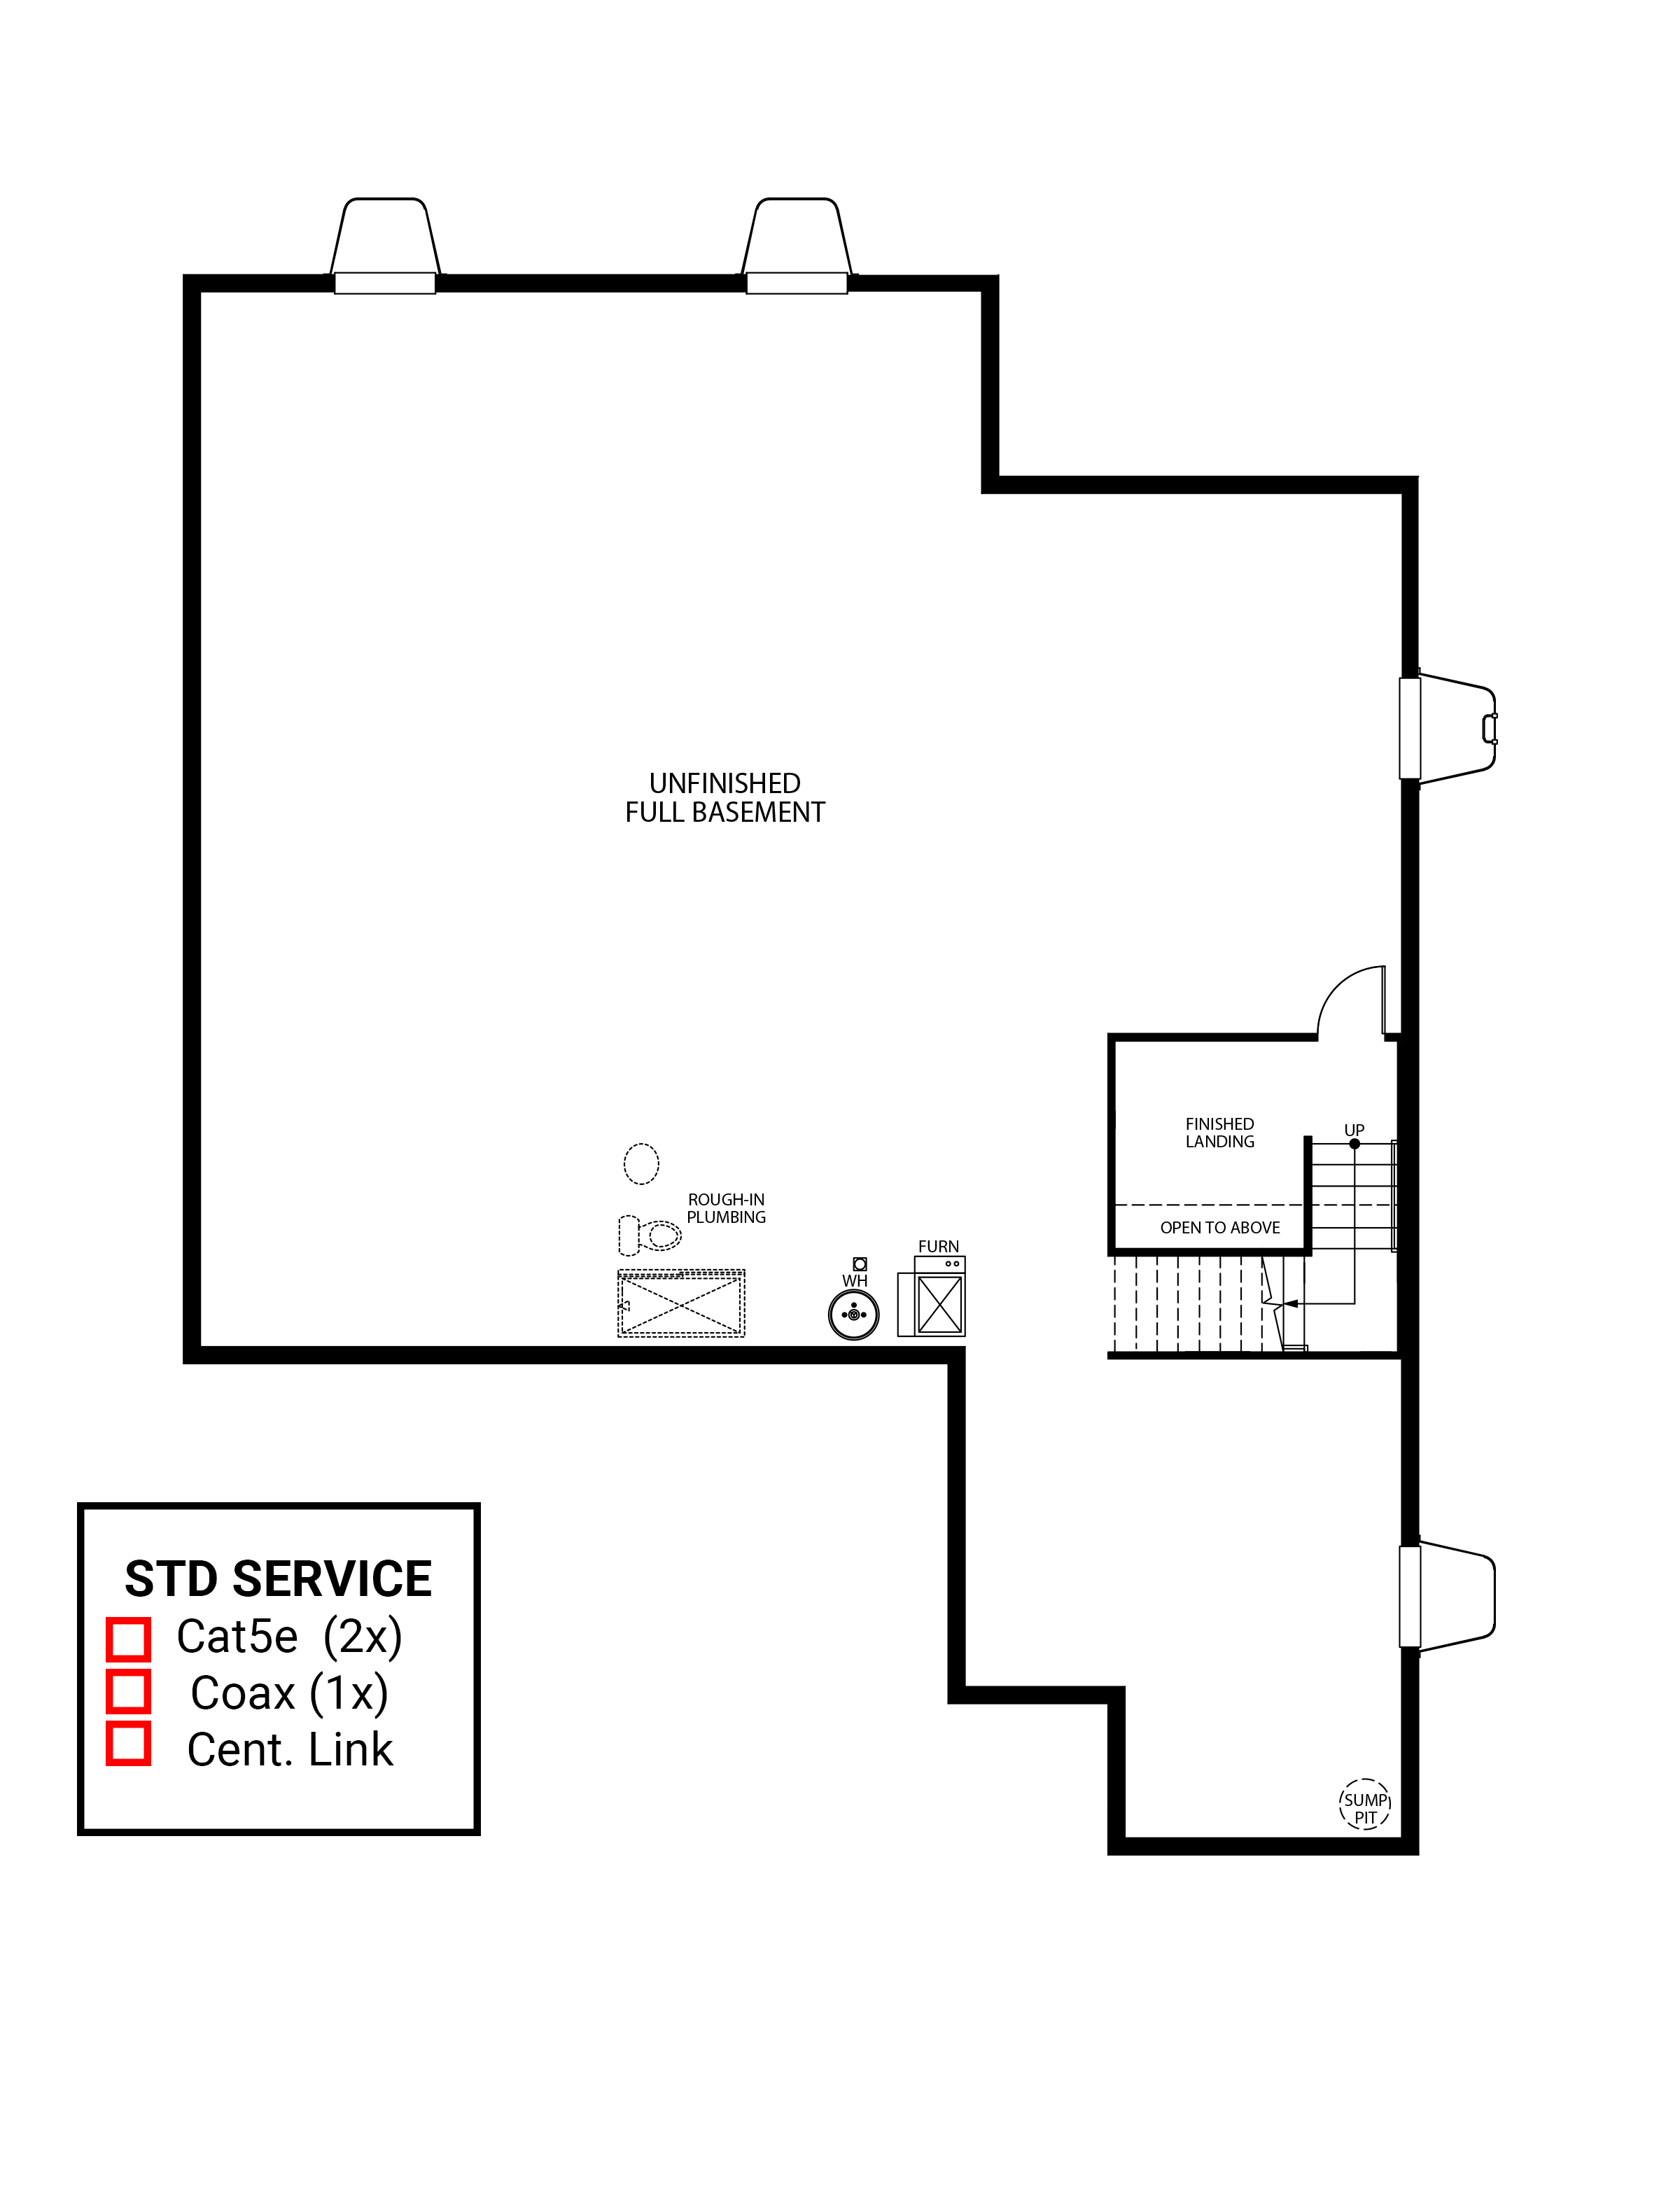 UNFINISHED
FULL BASEMENT
FINISHED
LANDING
UP
ROUGH-IN
PLUMBING
OPEN TO ABOVE
FURN
WH
STD SERVICE
Cat5e (2x)
Coax (1x)
Cent. Link
SUMP
PIT